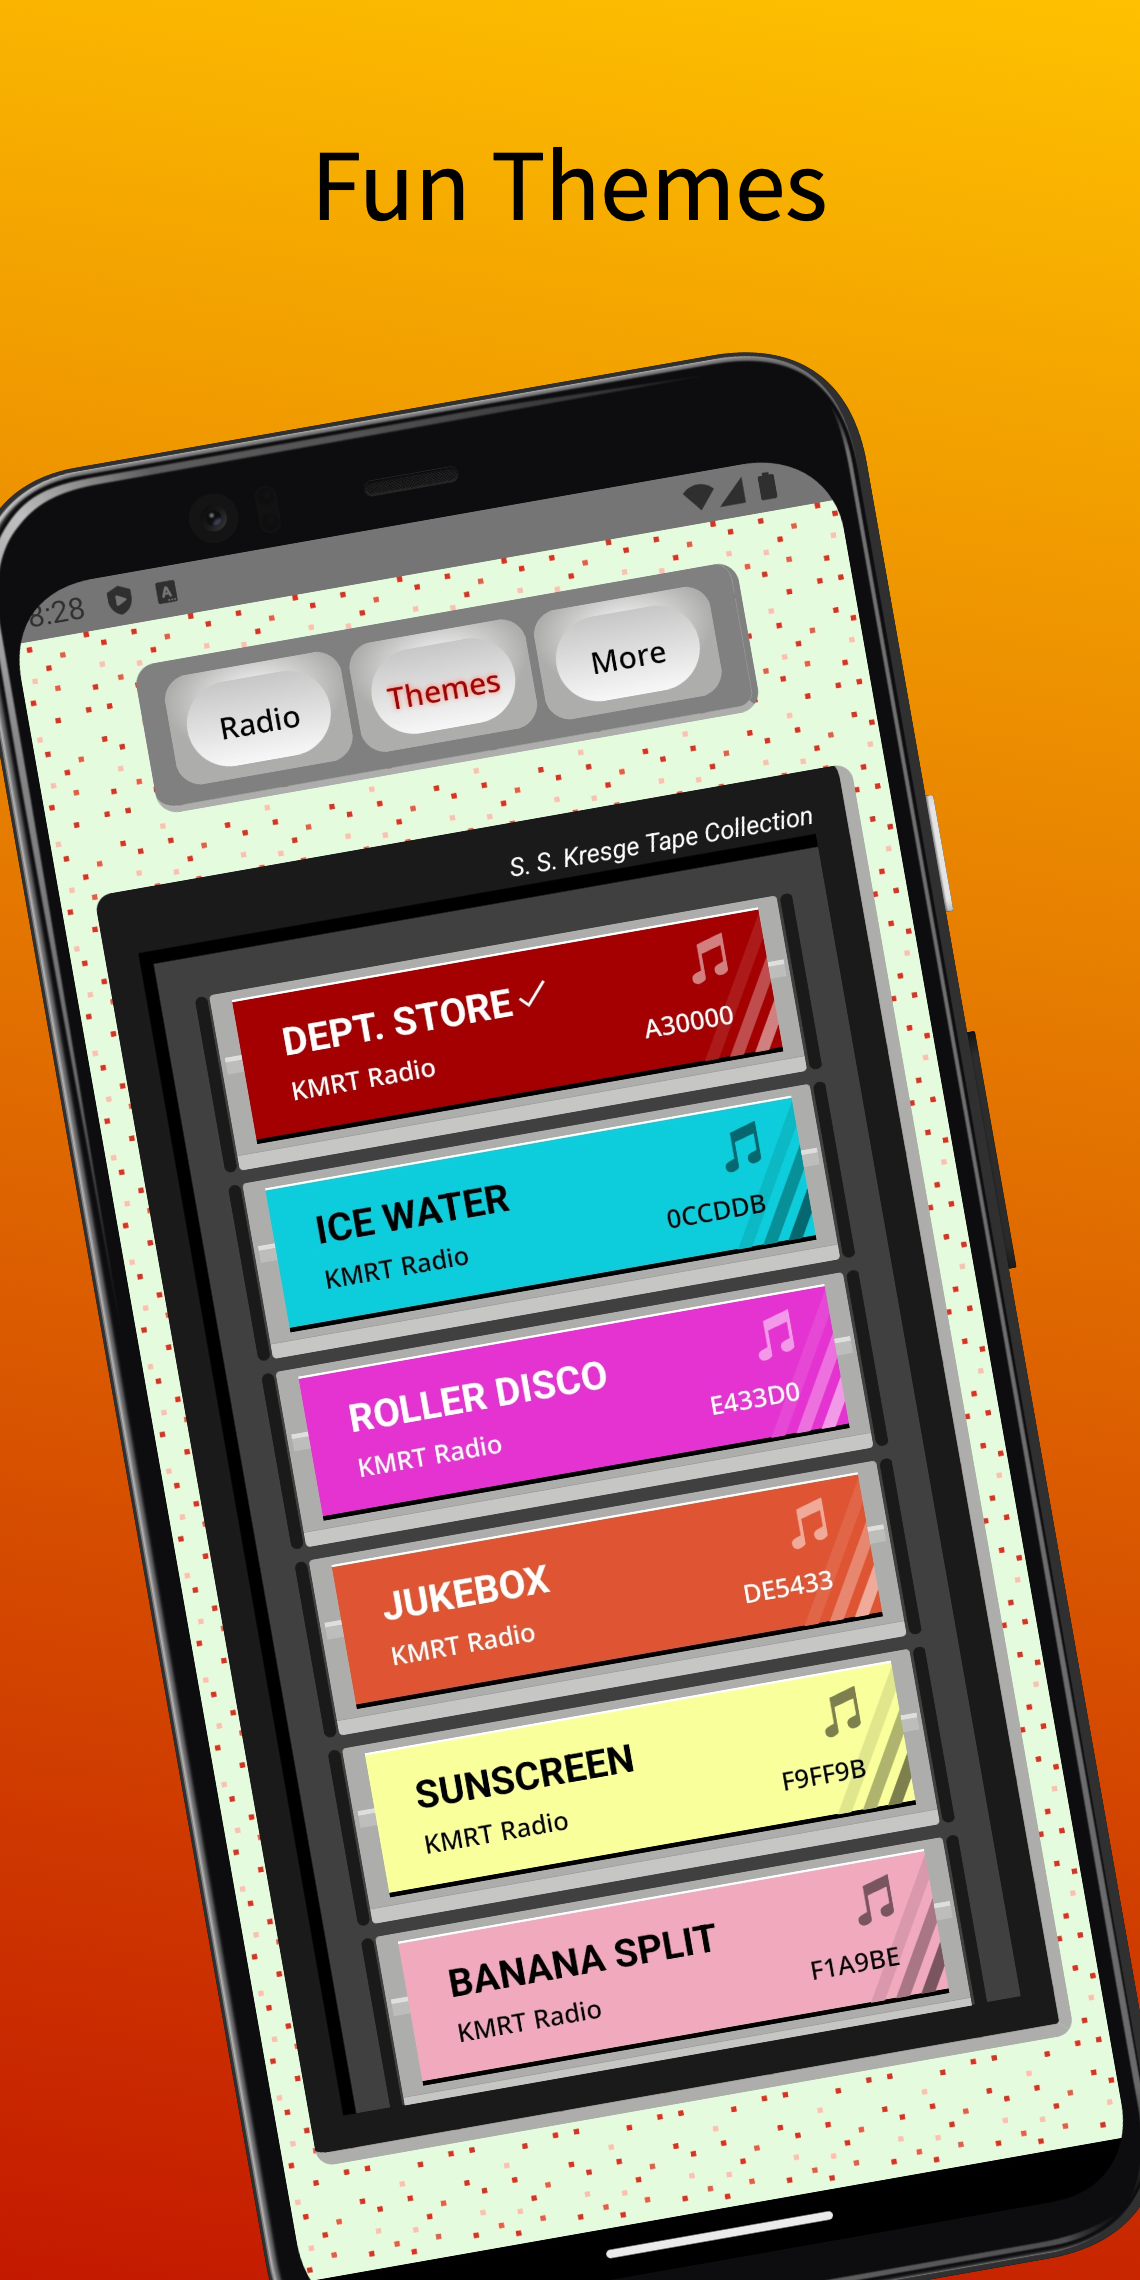 Fun Themes
8:28
Radio
Themes
More
S. S. Kresge Tape Collection
DEPT. STORE
KMRT Radio
A30000
ICE WATER
KMRT Radio
0CCDDB
ROLLER DISCO
KMRT Radio
E433D0
JUKEBOX
KMRT Radio
DE5433
SUNSCREEN
KMRT Radio
F9FF9B
BANANA SPLIT
KMRT Radio
F1A9BE